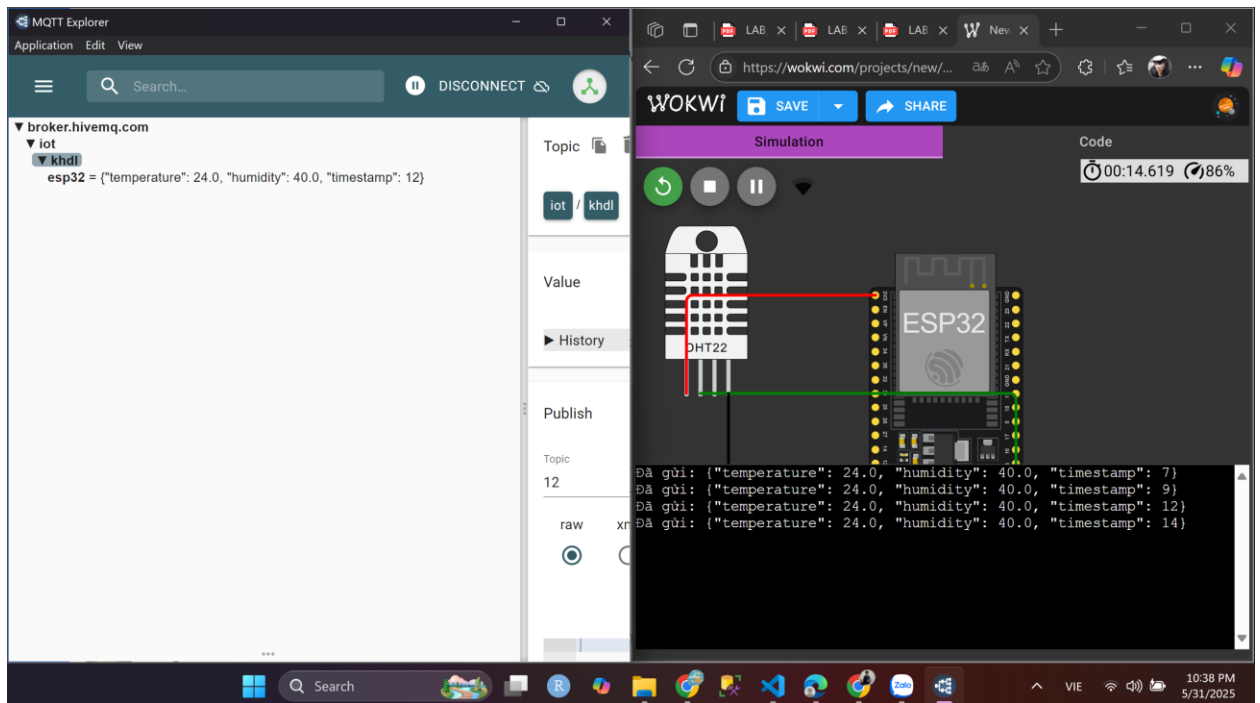 MQTT Explorer
Application Edit View
Search...
DISCONNECT
▼ broker.hivemq.com
▼ iot
▼ khdl
esp32 = {"temperature": 24.0, "humidity": 40.0, "timestamp": 12}
Topic
iot / khdl
Value
▶ History
Publish
Topic
12
raw
LAB
LAB
LAB
New
https://wokwi.com/projects/new/...
WOKWI
SAVE
SHARE
Simulation
Code
00:14.619 86%
DHT22
ESP32
Đã gửi: {"temperature": 24.0, "humidity": 40.0, "timestamp": 7}
Đã gửi: {"temperature": 24.0, "humidity": 40.0, "timestamp": 9}
Đã gửi: {"temperature": 24.0, "humidity": 40.0, "timestamp": 12}
Đã gửi: {"temperature": 24.0, "humidity": 40.0, "timestamp": 14}
Search
Zalo
VIE
10:38 PM
5/31/2025